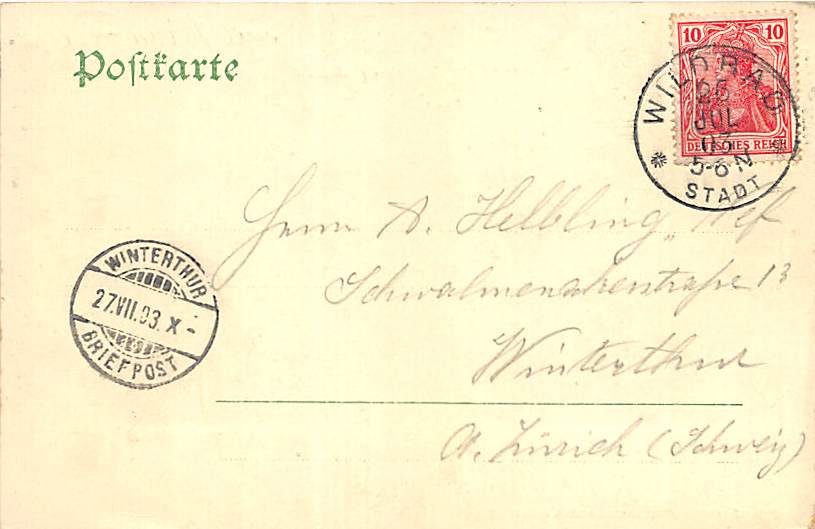 Postkarte
10 10
DEUTSCHES REICH
WILDBAD
25
JUL
03
5-6 N
STADT
Herrn A. Helbling
Schwalmenackerstraße 13
Winterthur
Kt. Zürich (Schweiz)
WINTERTHUR
27.VII.03. X-
BRIEFPOST